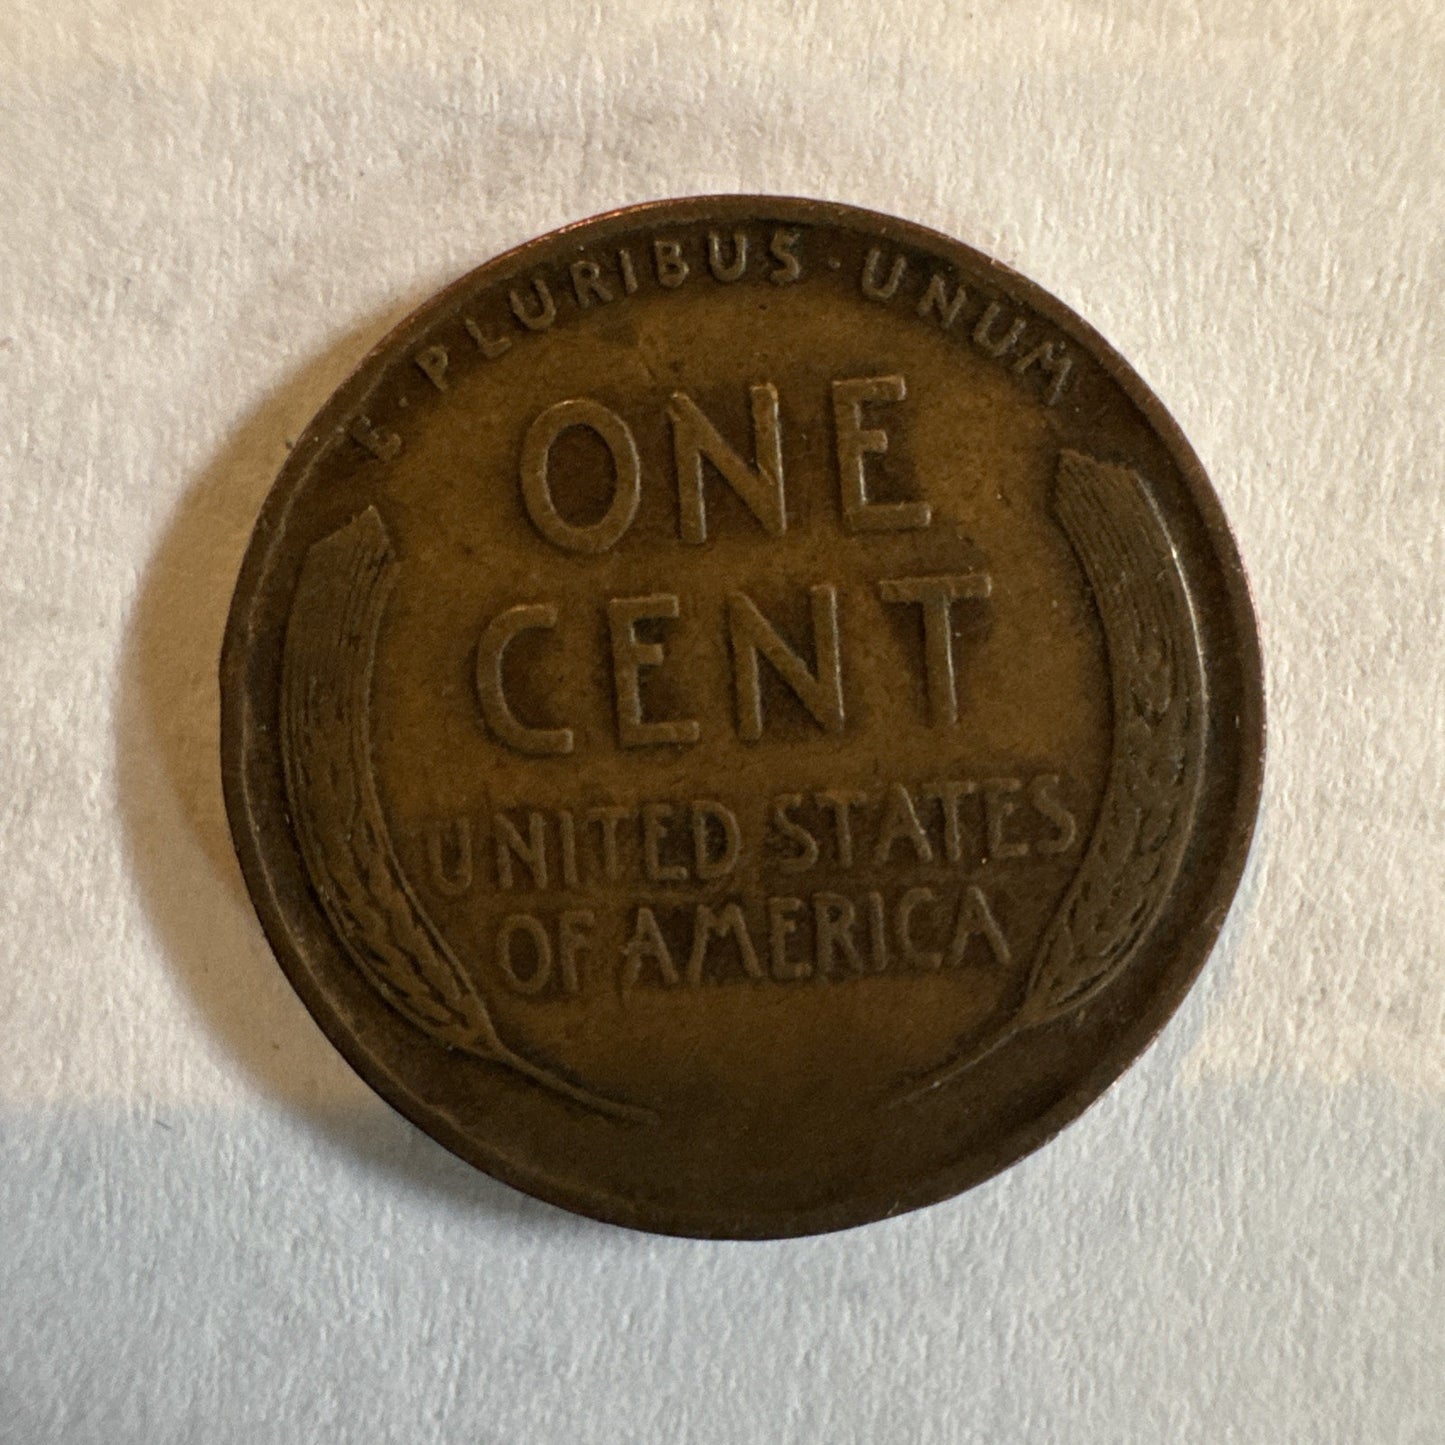 E · PLURIBUS · UNUM
ONE
CENT
UNITED STATES
OF AMERICA